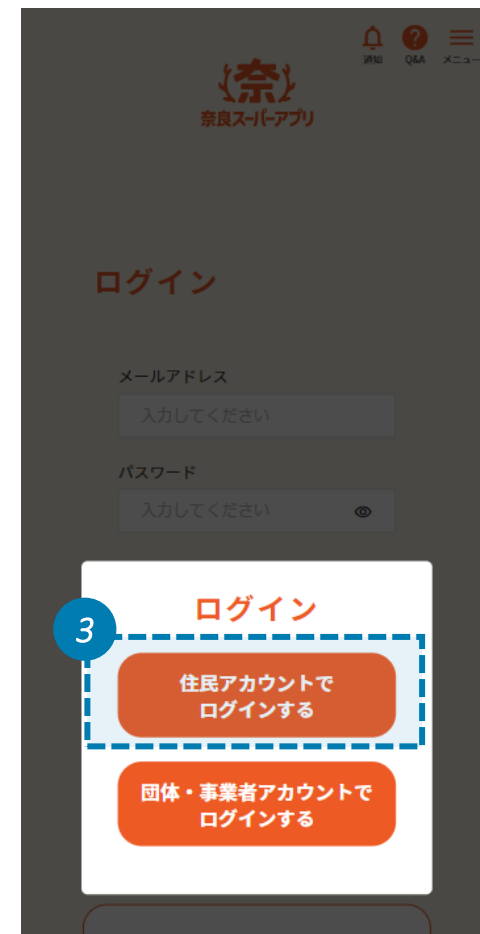 通知 Q&A メニュー
奈
奈良スーパーアプリ
ログイン
メールアドレス
入力してください
パスワード
入力してください
ログイン
3
住民アカウントで
ログインする
団体・事業者アカウントで
ログインする